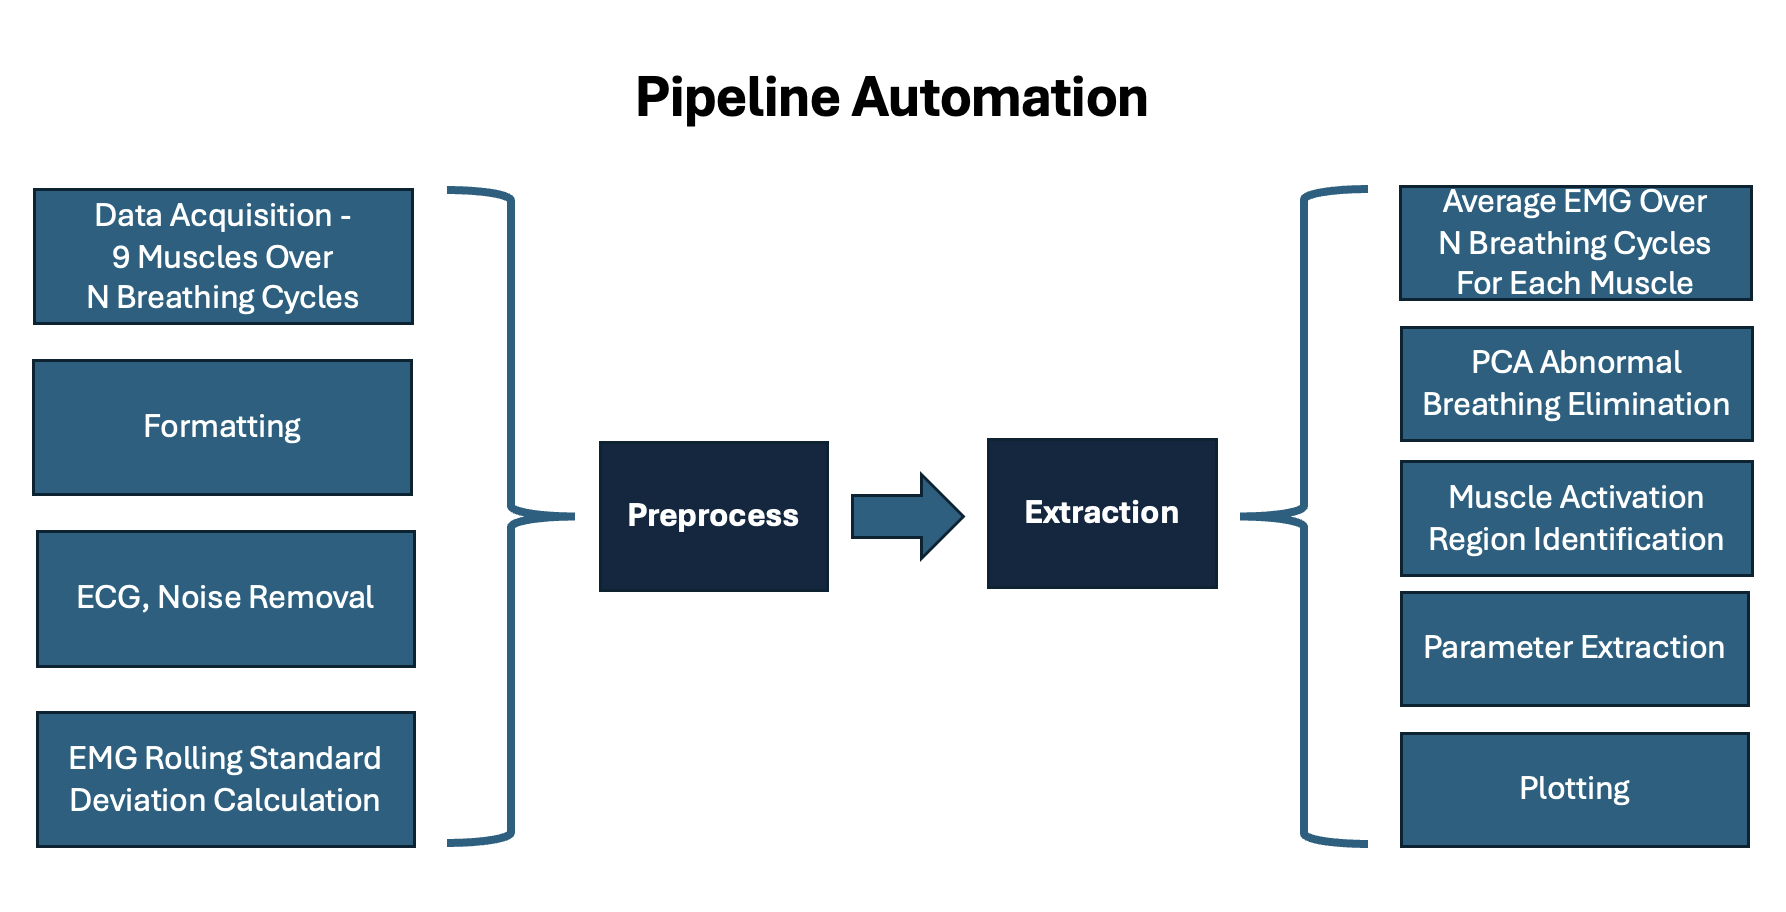 Pipeline Automation
Data Acquisition -
9 Muscles Over
N Breathing Cycles
Formatting
ECG, Noise Removal
EMG Rolling Standard
Deviation Calculation
Preprocess
Extraction
Average EMG Over
N Breathing Cycles
For Each Muscle
PCA Abnormal
Breathing Elimination
Muscle Activation
Region Identification
Parameter Extraction
Plotting